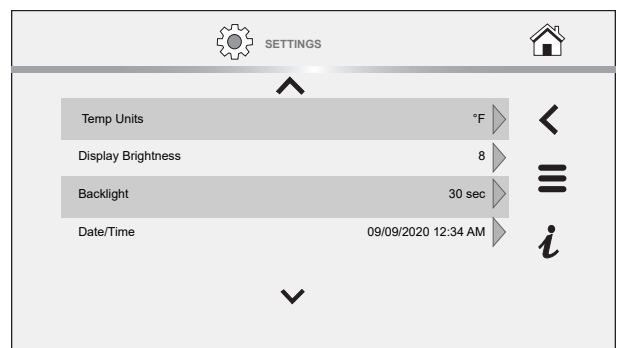 SETTINGS
Temp Units °F
Display Brightness 8
Backlight 30 sec
Date/Time 09/09/2020 12:34 AM
i